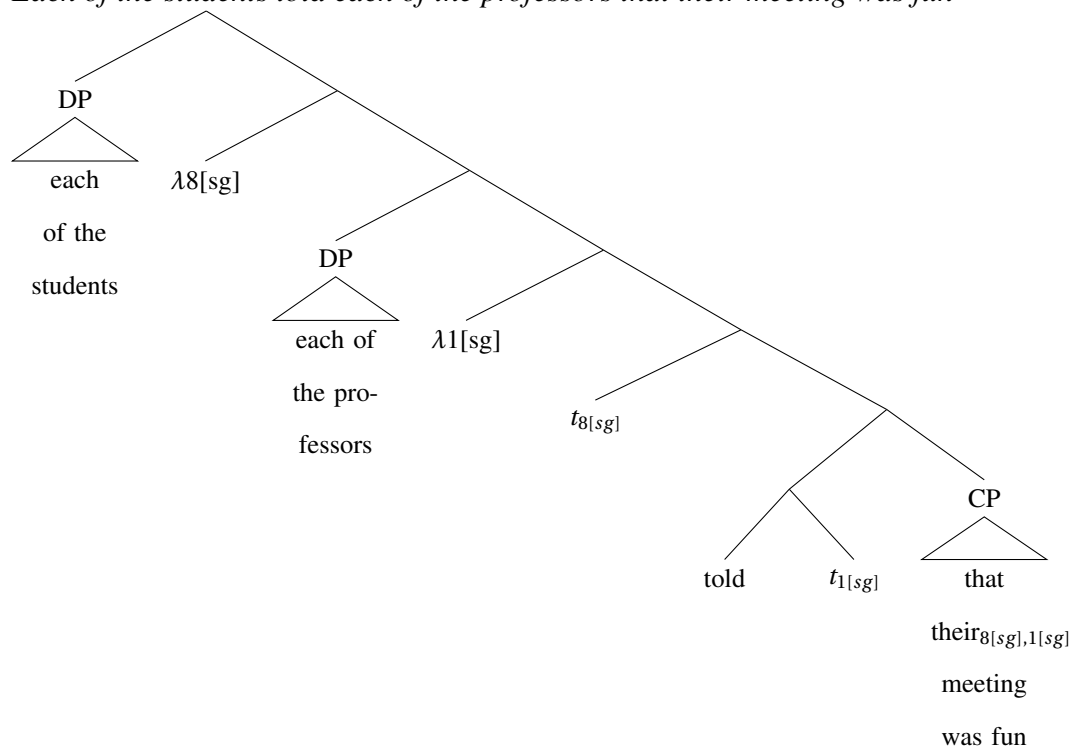 Each of the students told each of the professors that their meeting was fun
DP
each
of the
students
λ8[sg]
DP
each of
the pro-
fessors
λ1[sg]
t8[sg]
told
t1[sg]
CP
that
their8[sg],1[sg]
meeting
was fun